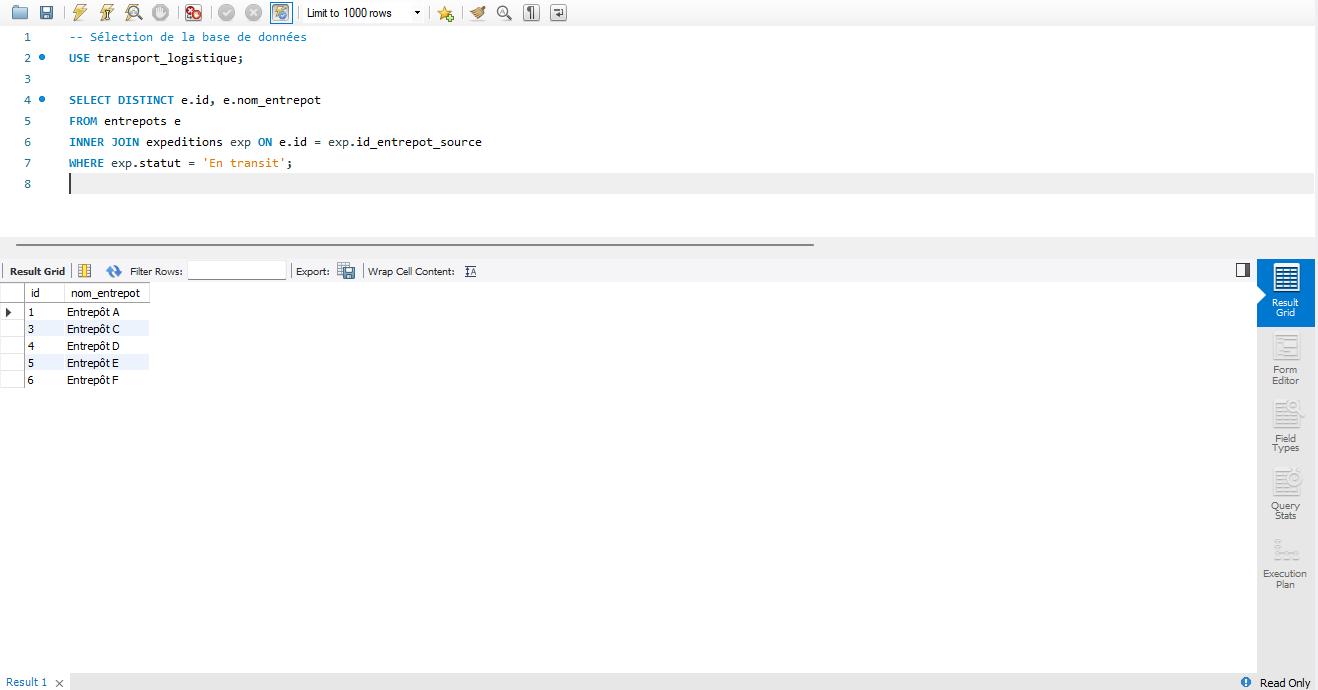 Limit to 1000 rows
1 -- Sélection de la base de données
2 USE transport_logistique;
3
4 SELECT DISTINCT e.id, e.nom_entrepot
5 FROM entrepots e
6 INNER JOIN expeditions exp ON e.id = exp.id_entrepot_source
7 WHERE exp.statut = 'En transit';
8
Result Grid Filter Rows: Export: Wrap Cell Content: IA
id nom_entrepot
1 Entrepôt A
3 Entrepôt C
4 Entrepôt D
5 Entrepôt E
6 Entrepôt F
Result
Grid
Form
Editor
Field
Types
Query
Stats
Execution
Plan
Result 1 Read Only